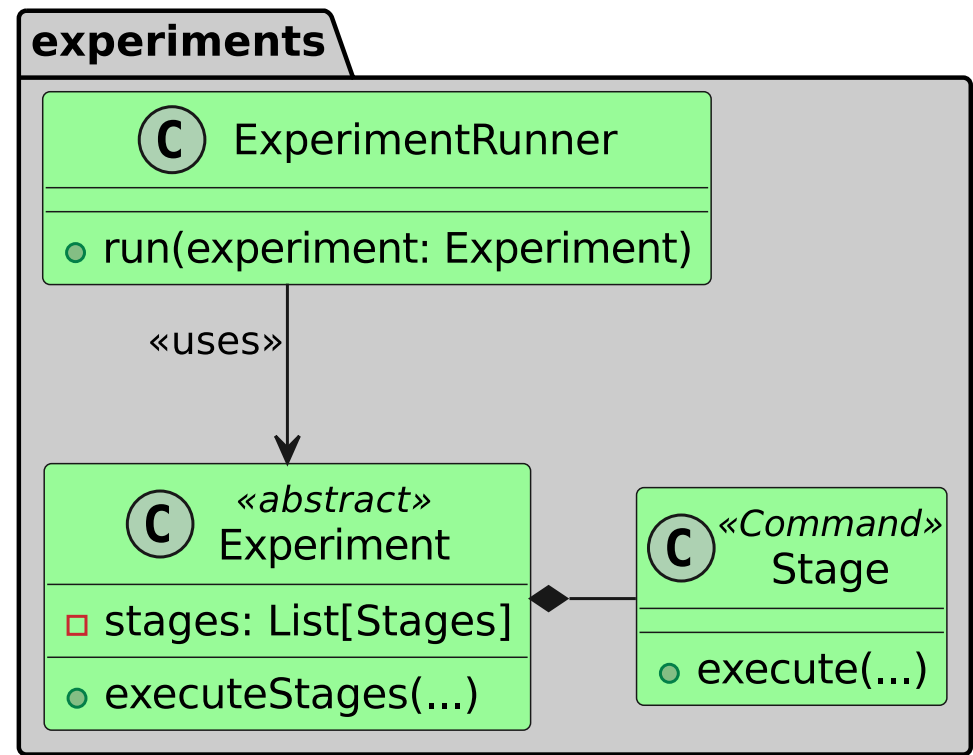 experiments
C ExperimentRunner
run(experiment: Experiment)
«uses»
«abstract»
C Experiment
stages: List[Stages]
executeStages(...)
«Command»
C Stage
execute(...)